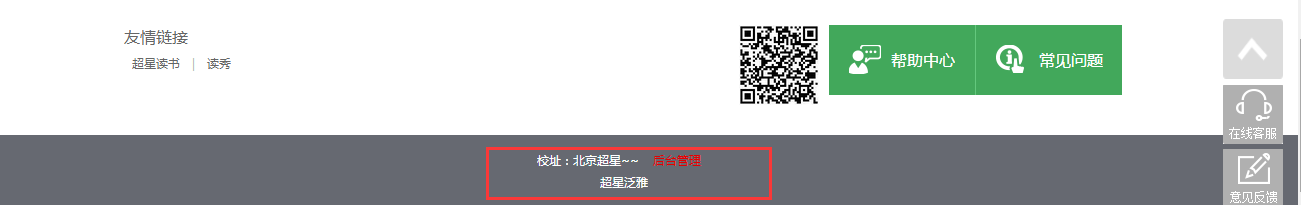 友情链接
超星读书 | 读秀
帮助中心
常见问题
在线客服
校址：北京超星~~ 后台管理
超星泛雅
意见反馈